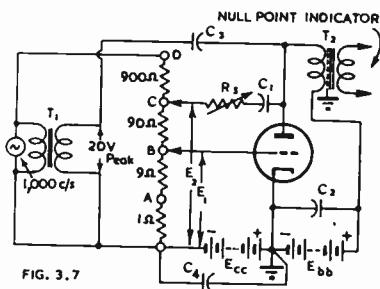 NULL POINT INDICATOR
T2
C3
D
900Ω
C
RS
C1
90Ω
T1
20V
Peak
B
E2
E1
9Ω
A
1Ω
1,000 c/s
C2
Ecc
Ebb
C4
- + - +
FIG. 3.7